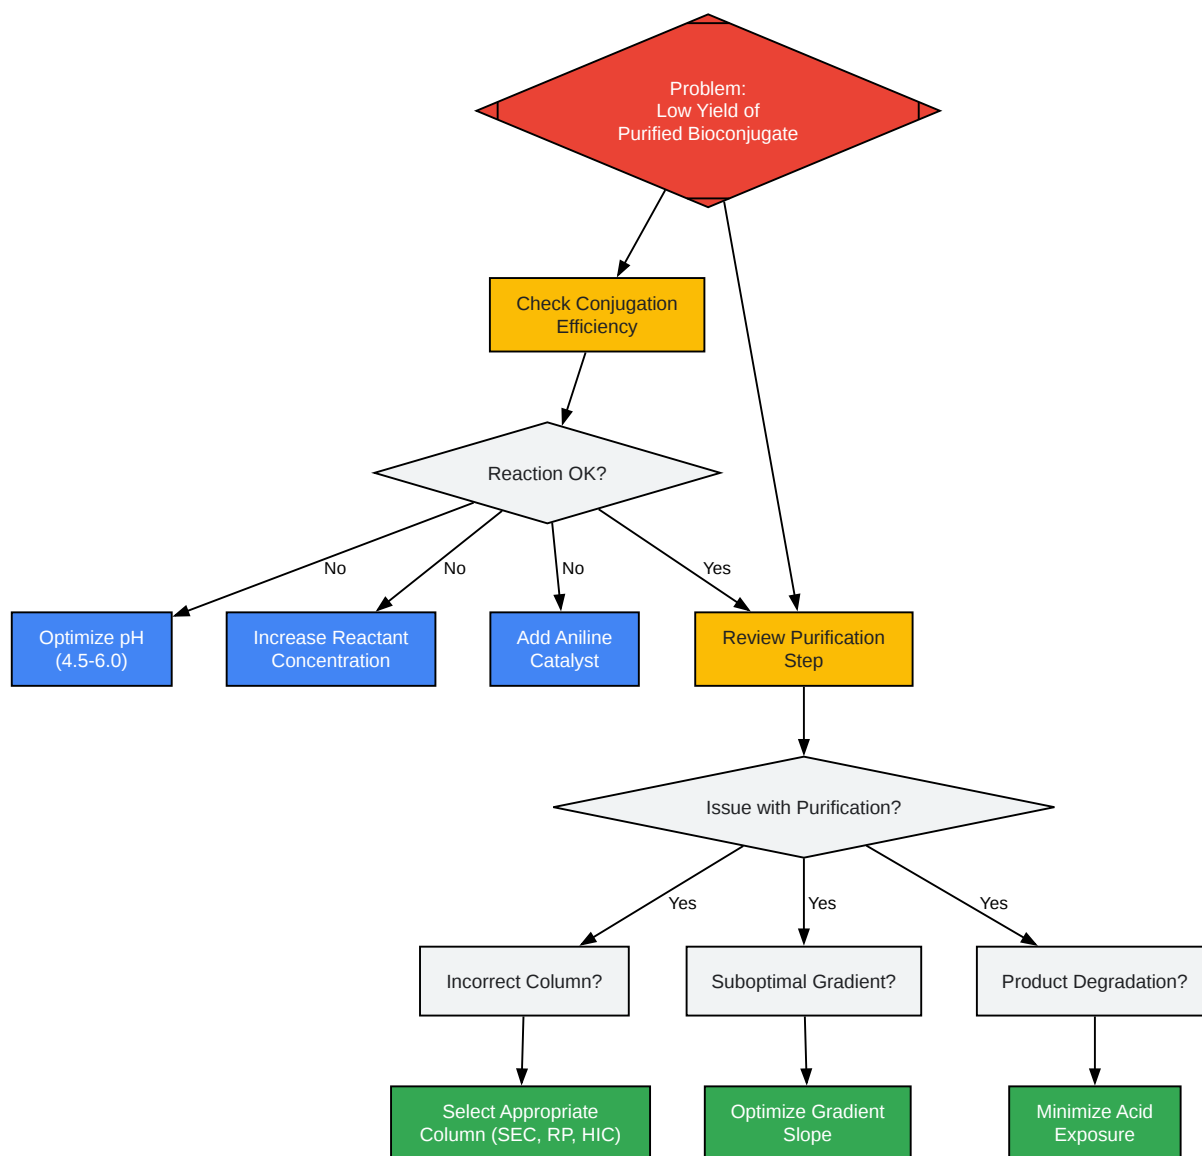 Problem:
Low Yield of
Purified Bioconjugate
Check Conjugation
Efficiency
Reaction OK?
No
No
No
Yes
Optimize pH
(4.5-6.0)
Increase Reactant
Concentration
Add Aniline
Catalyst
Review Purification
Step
Issue with Purification?
Yes
Yes
Yes
Incorrect Column?
Suboptimal Gradient?
Product Degradation?
Select Appropriate
Column (SEC, RP, HIC)
Optimize Gradient
Slope
Minimize Acid
Exposure